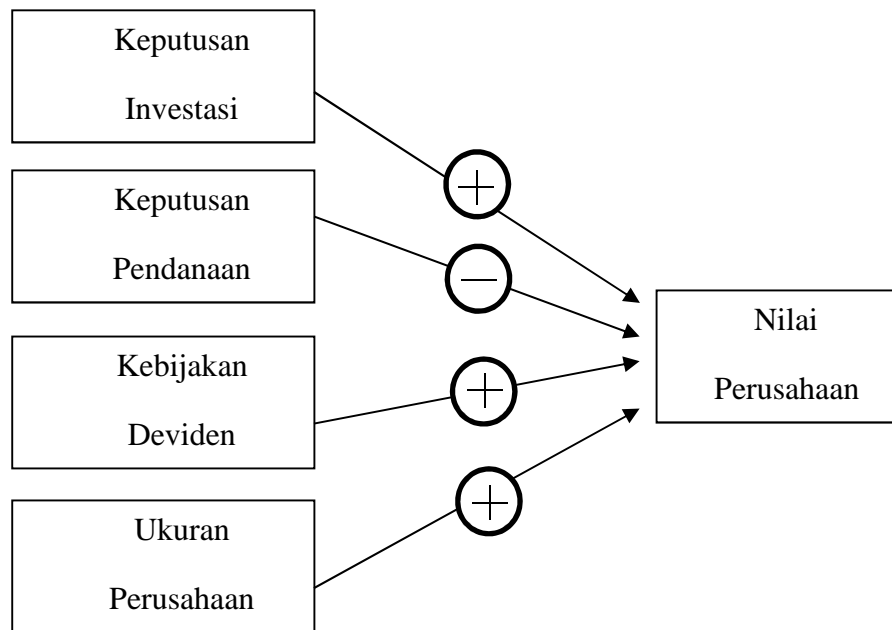 Keputusan
Investasi
+
Keputusan
Pendanaan
−
Kebijakan
Deviden
+
Ukuran
Perusahaan
+
Nilai
Perusahaan